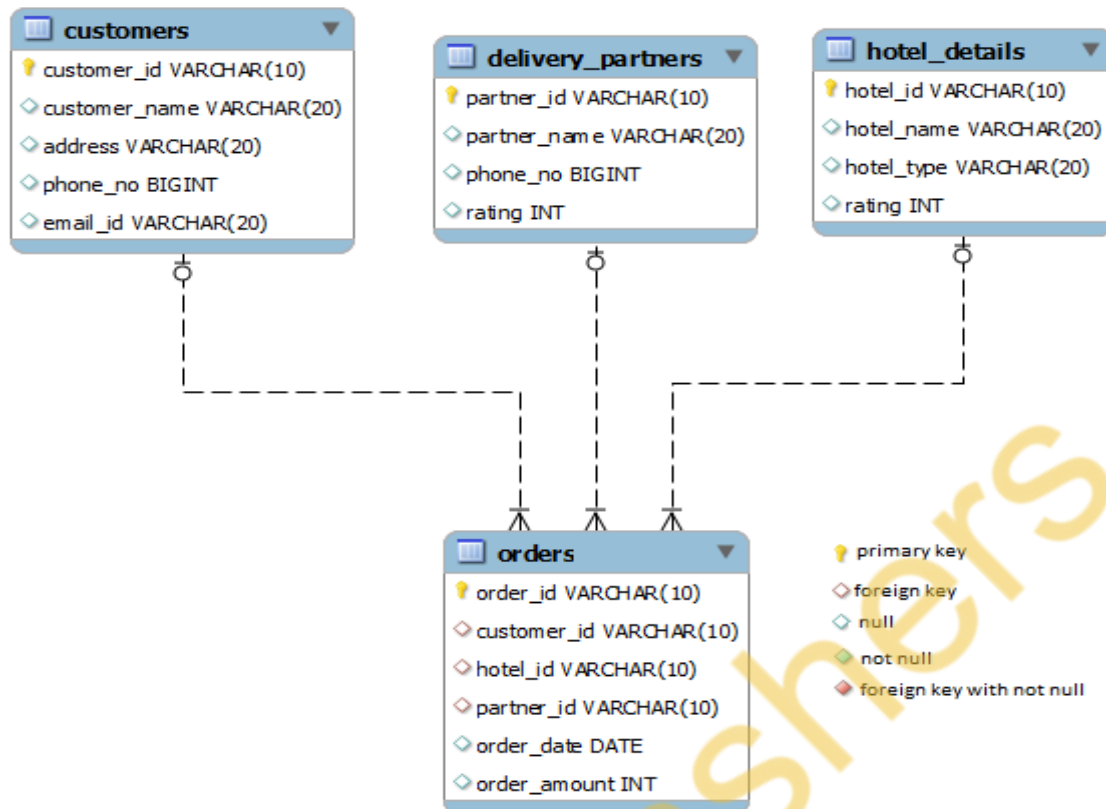 customers
customer_id VARCHAR(10)
customer_name VARCHAR(20)
address VARCHAR(20)
phone_no BIGINT
email_id VARCHAR(20)
delivery_partners
partner_id VARCHAR(10)
partner_name VARCHAR(20)
phone_no BIGINT
rating INT
hotel_details
hotel_id VARCHAR(10)
hotel_name VARCHAR(20)
hotel_type VARCHAR(20)
rating INT
orders
order_id VARCHAR(10)
customer_id VARCHAR(10)
hotel_id VARCHAR(10)
partner_id VARCHAR(10)
order_date DATE
order_amount INT
primary key
foreign key
null
not null
foreign key with not null
shers